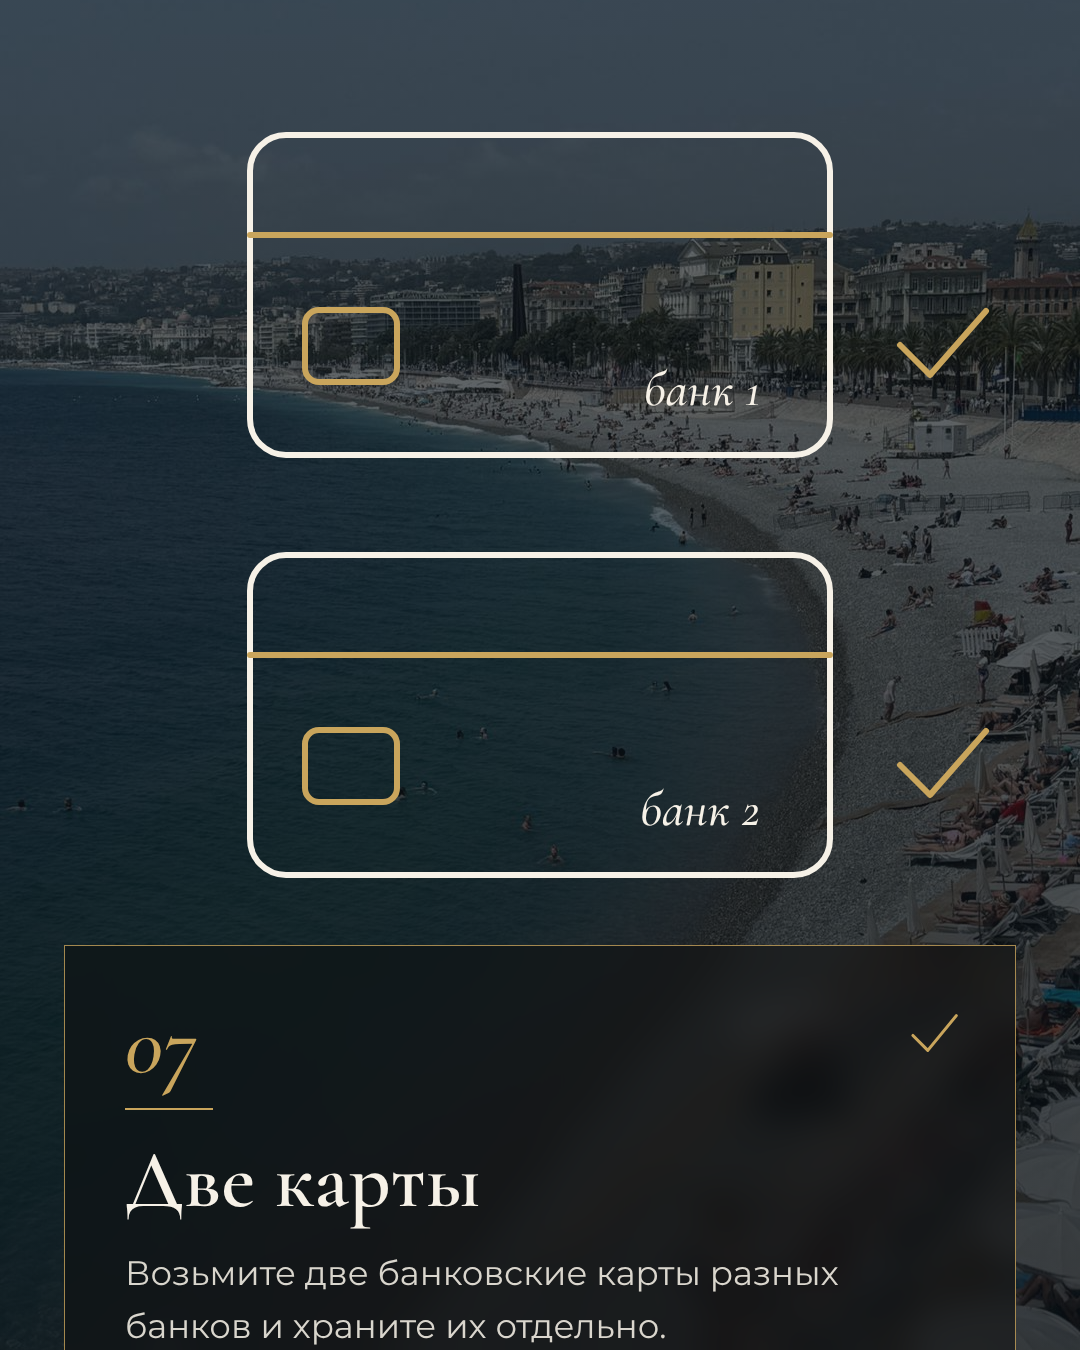 банк 1
банк 2
07
Две карты
Возьмите две банковские карты разных
банков и храните их отдельно.